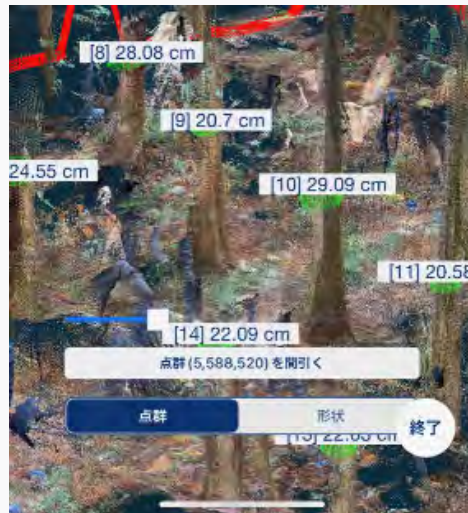 [8] 28.08 cm
[9] 20.7 cm
24.55 cm
[10] 29.09 cm
[11] 20.58
[14] 22.09 cm
点群 (5,588,520) を間引く
点群
形状
終了